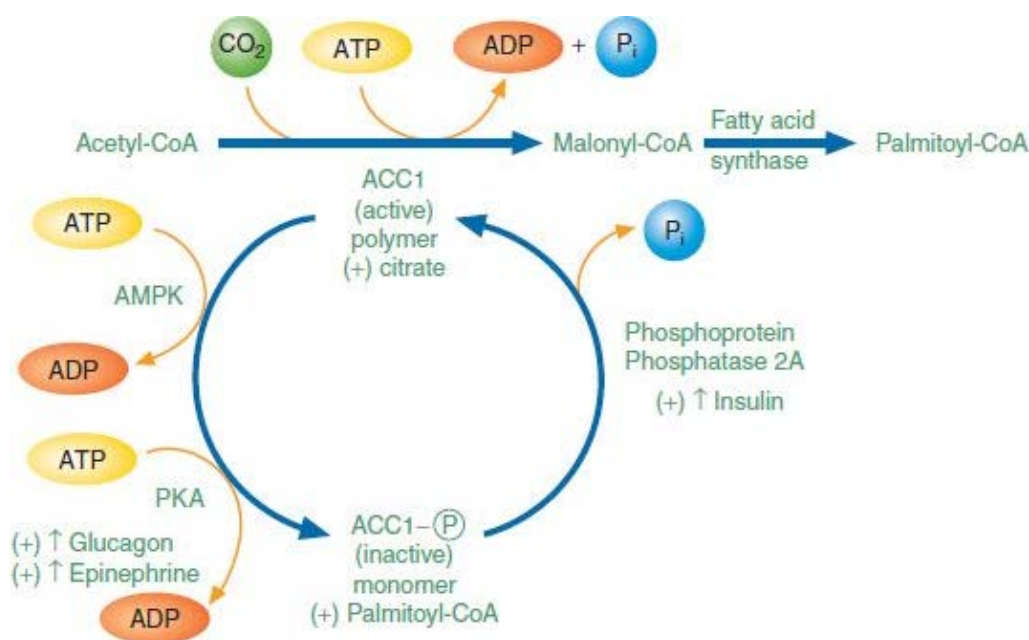 CO₂ ATP ADP + Pᵢ
Acetyl-CoA
Malonyl-CoA
Fatty acid
synthase
Palmitoyl-CoA
ACC1
(active)
polymer
(+) citrate
ATP
AMPK
ADP
Pᵢ
Phosphoprotein
Phosphatase 2A
(+) ↑ Insulin
ATP
PKA
(+) ↑ Glucagon
(+) ↑ Epinephrine
ADP
ACC1–Ⓟ
(inactive)
monomer
(+) Palmitoyl-CoA